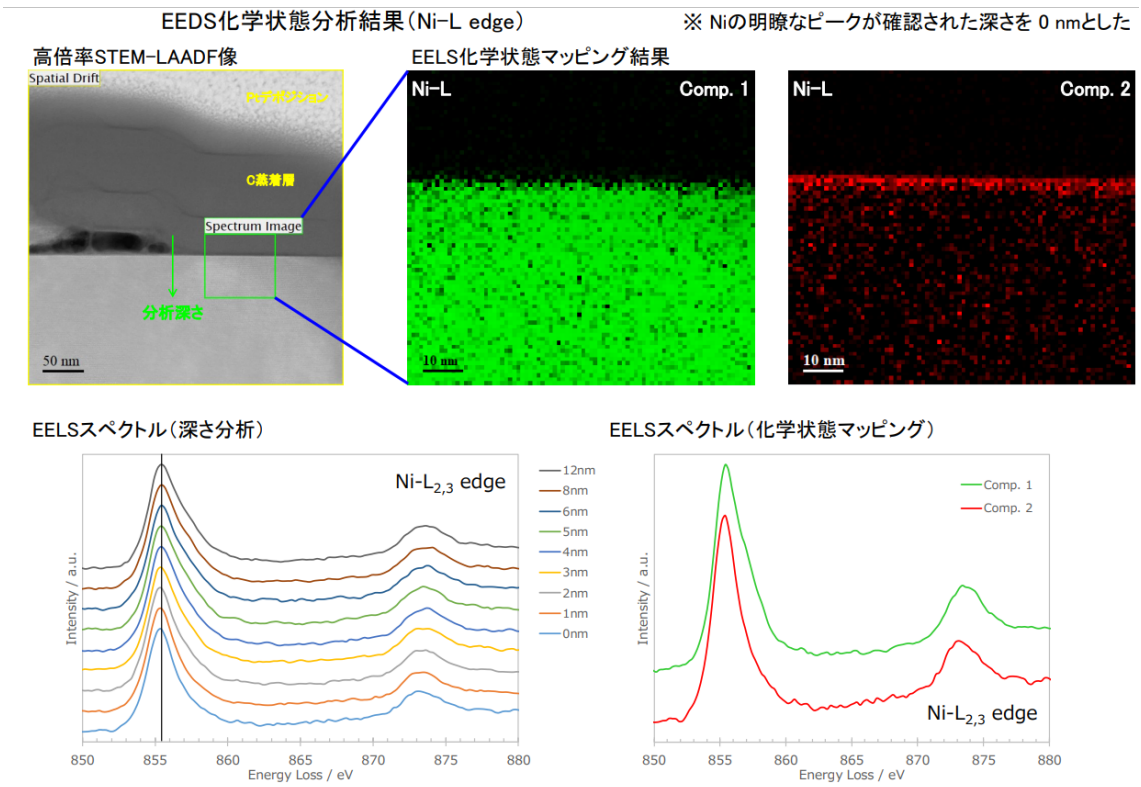 EEDS化学状態分析結果（Ni-L edge）
※ Niの明瞭なピークが確認された深さを 0 nmとした
高倍率STEM-LAADF像
EELS化学状態マッピング結果
Spatial Drift
Ptデポジション
C蒸着層
Spectrum Image
分析深さ
50 nm
Ni-L
Comp. 1
10 nm
Ni-L
Comp. 2
10 nm
EELSスペクトル（深さ分析）
Ni-L2,3 edge
12nm
8nm
6nm
5nm
4nm
3nm
2nm
1nm
0nm
Intensity / a.u.
850 855 860 865 870 875 880
Energy Loss / eV
EELSスペクトル（化学状態マッピング）
Comp. 1
Comp. 2
Ni-L2,3 edge
Intensity / a.u.
850 855 860 865 870 875 880
Energy Loss / eV